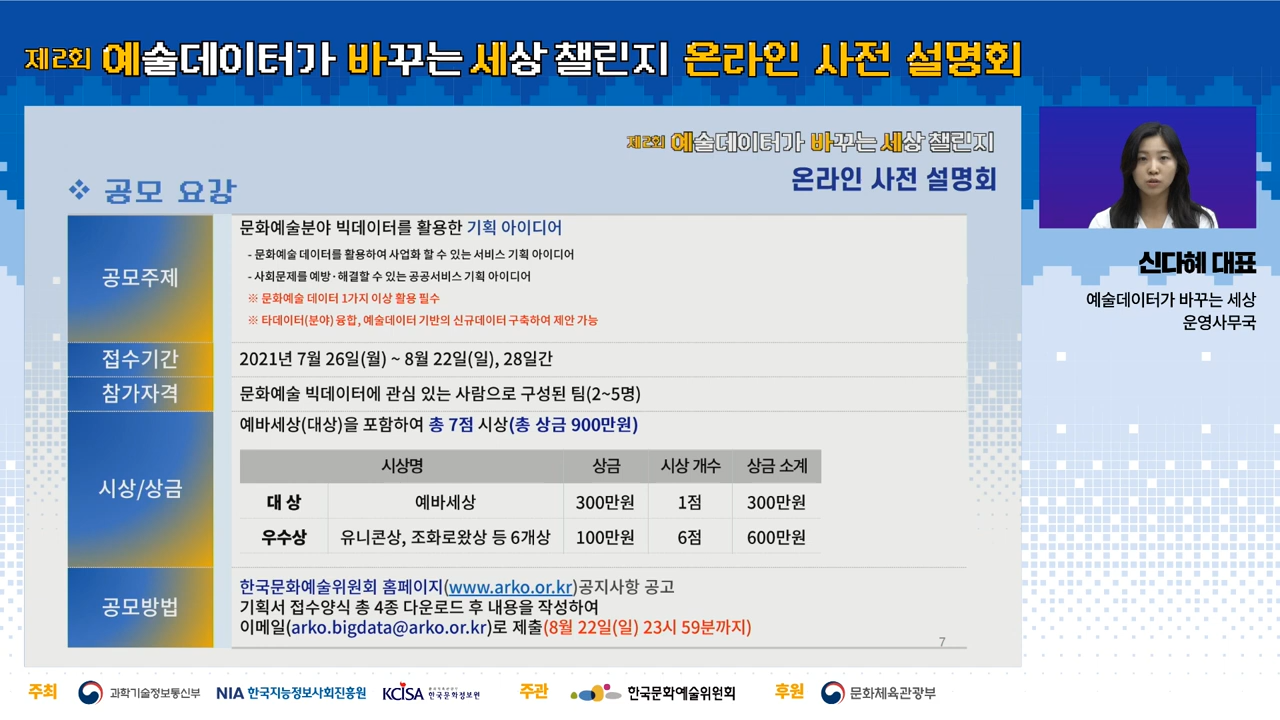 제2회 예술데이터가 바꾸는 세상 챌린지 온라인 사전 설명회
제2회 예술데이터가 바꾸는 세상 챌린지
온라인 사전 설명회
❖ 공모 요강
공모주제
문화예술분야 빅데이터를 활용한 기획 아이디어
- 문화예술 데이터를 활용하여 사업화 할 수 있는 서비스 기획 아이디어
- 사회문제를 예방·해결할 수 있는 공공서비스 기획 아이디어
※ 문화예술 데이터 1가지 이상 활용 필수
※ 타데이터(분야) 융합, 예술데이터 기반의 신규데이터 구축하여 제안 가능
접수기간
2021년 7월 26일(월) ~ 8월 22일(일), 28일간
참가자격
문화예술 빅데이터에 관심 있는 사람으로 구성된 팀(2~5명)
시상/상금
예바세상(대상)을 포함하여 총 7점 시상(총 상금 900만원)
시상명 상금 시상 개수 상금 소계
대 상 예바세상 300만원 1점 300만원
우수상 유니콘상, 조화로왔상 등 6개상 100만원 6점 600만원
공모방법
한국문화예술위원회 홈페이지(www.arko.or.kr)공지사항 공고
기획서 접수양식 총 4종 다운로드 후 내용을 작성하여
이메일(arko.bigdata@arko.or.kr)로 제출(8월 22일(일) 23시 59분까지)
7
신다혜 대표
예술데이터가 바꾸는 세상
운영사무국
주최 과학기술정보통신부 NIA 한국지능정보사회진흥원 KCISA 한국문화정보원 주관 한국문화예술위원회 후원 문화체육관광부